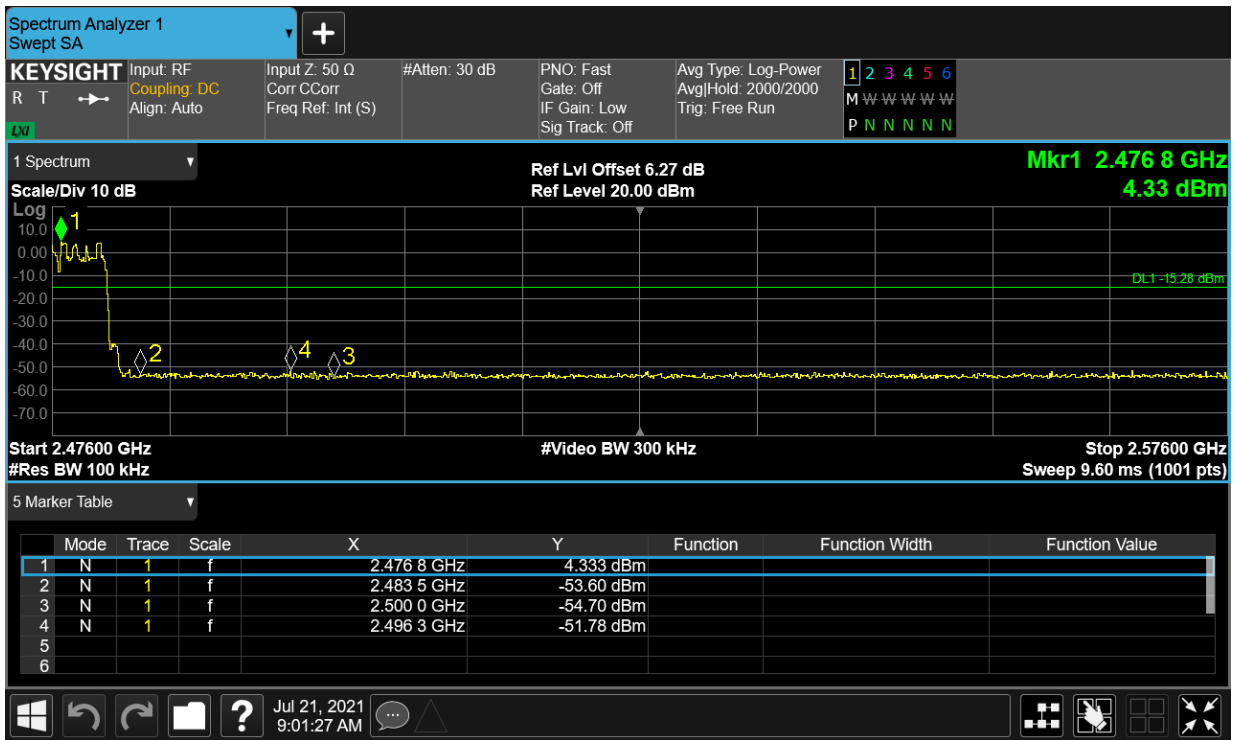 Spectrum Analyzer 1
Swept SA
KEYSIGHT
R T
LXI
Input: RF
Coupling: DC
Align: Auto
Input Z: 50 Ω
Corr CCorr
Freq Ref: Int (S)
#Atten: 30 dB
PNO: Fast
Gate: Off
IF Gain: Low
Sig Track: Off
Avg Type: Log-Power
Avg|Hold: 2000/2000
Trig: Free Run
1 2 3 4 5 6
M W W W W W
P N N N N N
1 Spectrum
Scale/Div 10 dB
Ref Lvl Offset 6.27 dB
Ref Level 20.00 dBm
Mkr1 2.476 8 GHz
4.33 dBm
Log
10.0
0.00
-10.0
-20.0
-30.0
-40.0
-50.0
-60.0
-70.0
1
DL1 -15.28 dBm
2
4
3
Start 2.47600 GHz
#Video BW 300 kHz
Stop 2.57600 GHz
#Res BW 100 kHz
Sweep 9.60 ms (1001 pts)
5 Marker Table
Mode Trace Scale X Y Function Function Width Function Value
1 N 1 f 2.476 8 GHz 4.333 dBm
2 N 1 f 2.483 5 GHz -53.60 dBm
3 N 1 f 2.500 0 GHz -54.70 dBm
4 N 1 f 2.496 3 GHz -51.78 dBm
5
6
?
Jul 21, 2021
9:01:27 AM